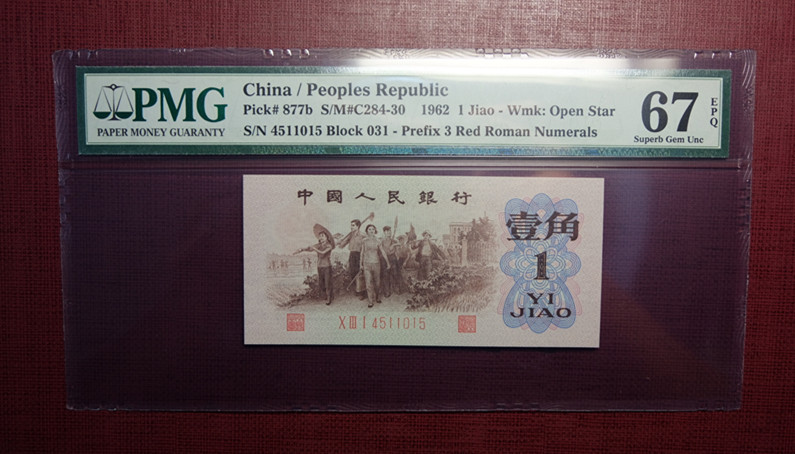 PMG
PAPER MONEY GUARANTY
China / Peoples Republic
Pick# 877b S/M#C284-30 1962 1 Jiao - Wmk: Open Star
S/N 4511015 Block 031 - Prefix 3 Red Roman Numerals
67 EPQ
Superb Gem Unc
中國人民銀行
壹角
1
YI
JIAO
X III I 4511015